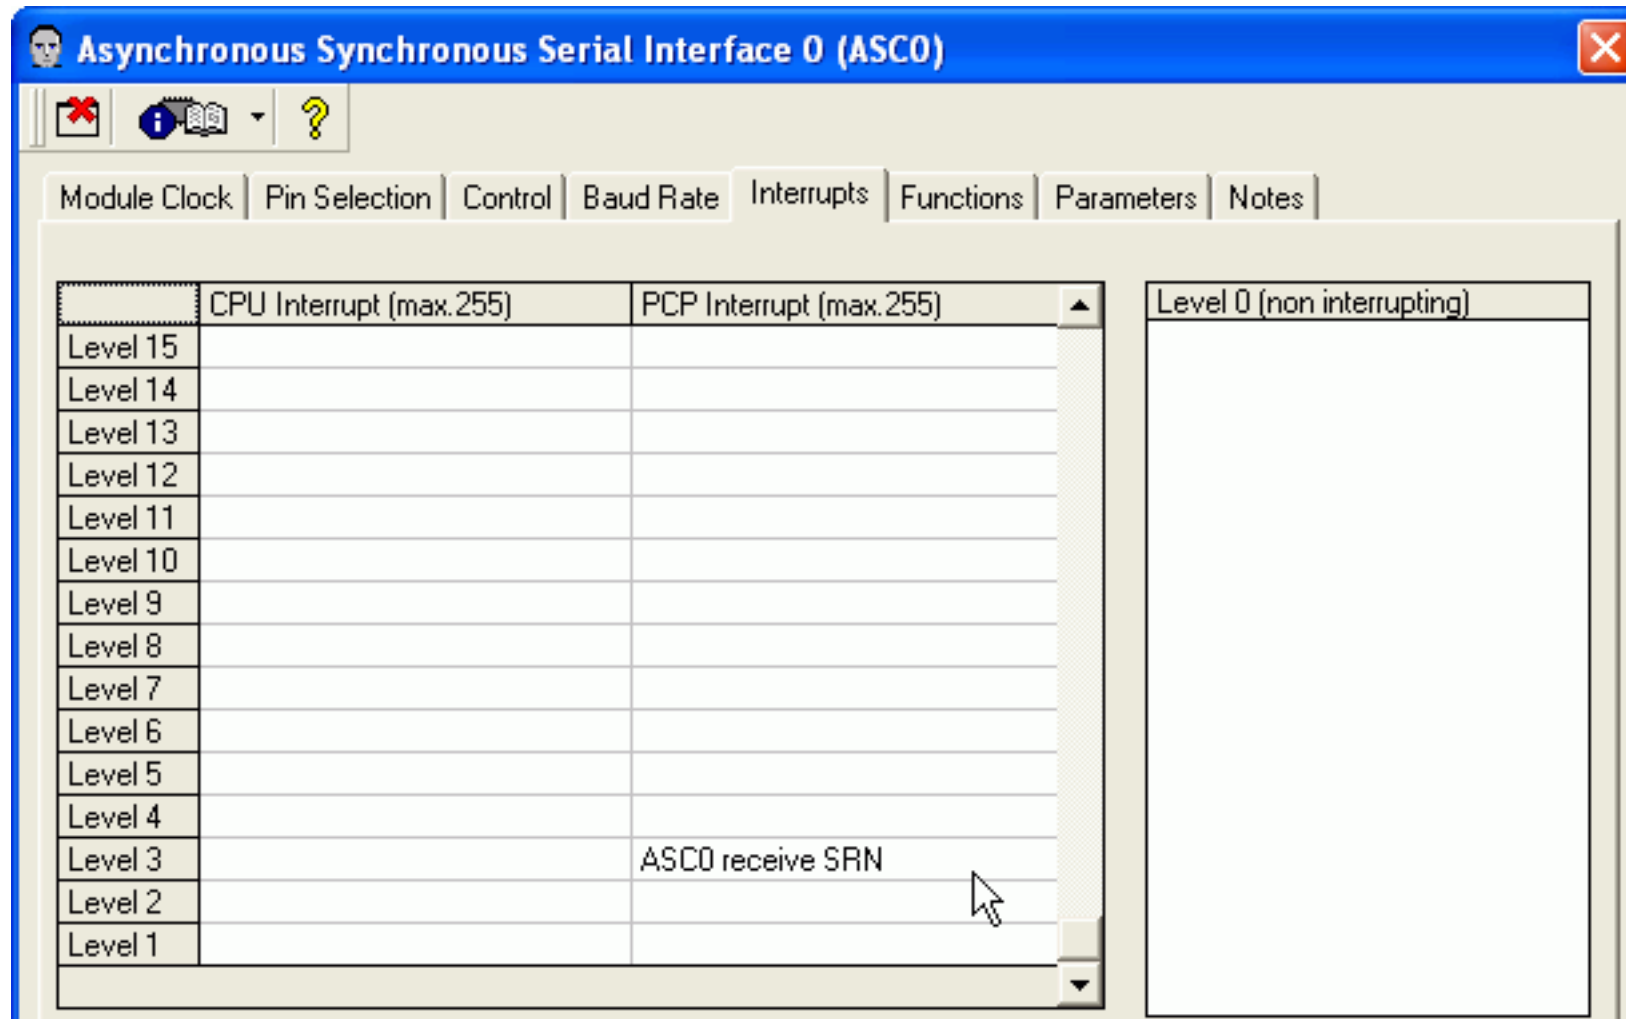 Asynchronous Synchronous Serial Interface 0 (ASC0)
Module Clock Pin Selection Control Baud Rate Interrupts Functions Parameters Notes
CPU Interrupt (max.255) PCP Interrupt (max.255) Level 0 (non interrupting)
Level 15
Level 14
Level 13
Level 12
Level 11
Level 10
Level 9
Level 8
Level 7
Level 6
Level 5
Level 4
Level 3 ASC0 receive SRN
Level 2
Level 1